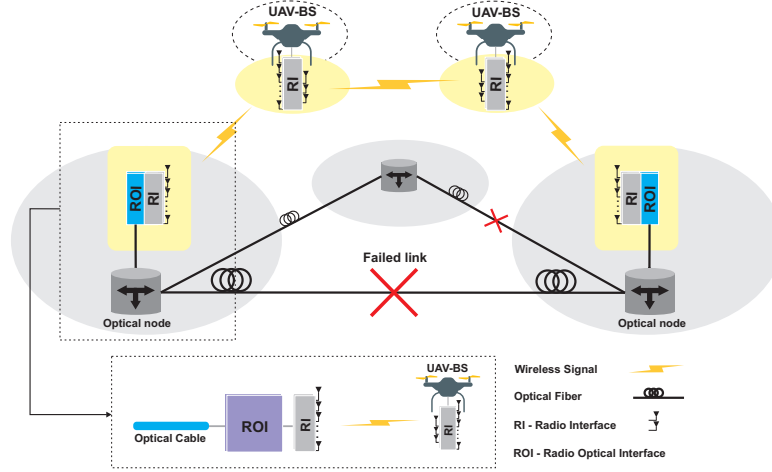 UAV-BS
UAV-BS
RI
RI
ROI
RI
RI
ROI
Failed link
Optical node
Optical node
UAV-BS
Optical Cable
ROI
RI
RI
Wireless Signal
Optical Fiber
RI - Radio Interface
ROI - Radio Optical Interface